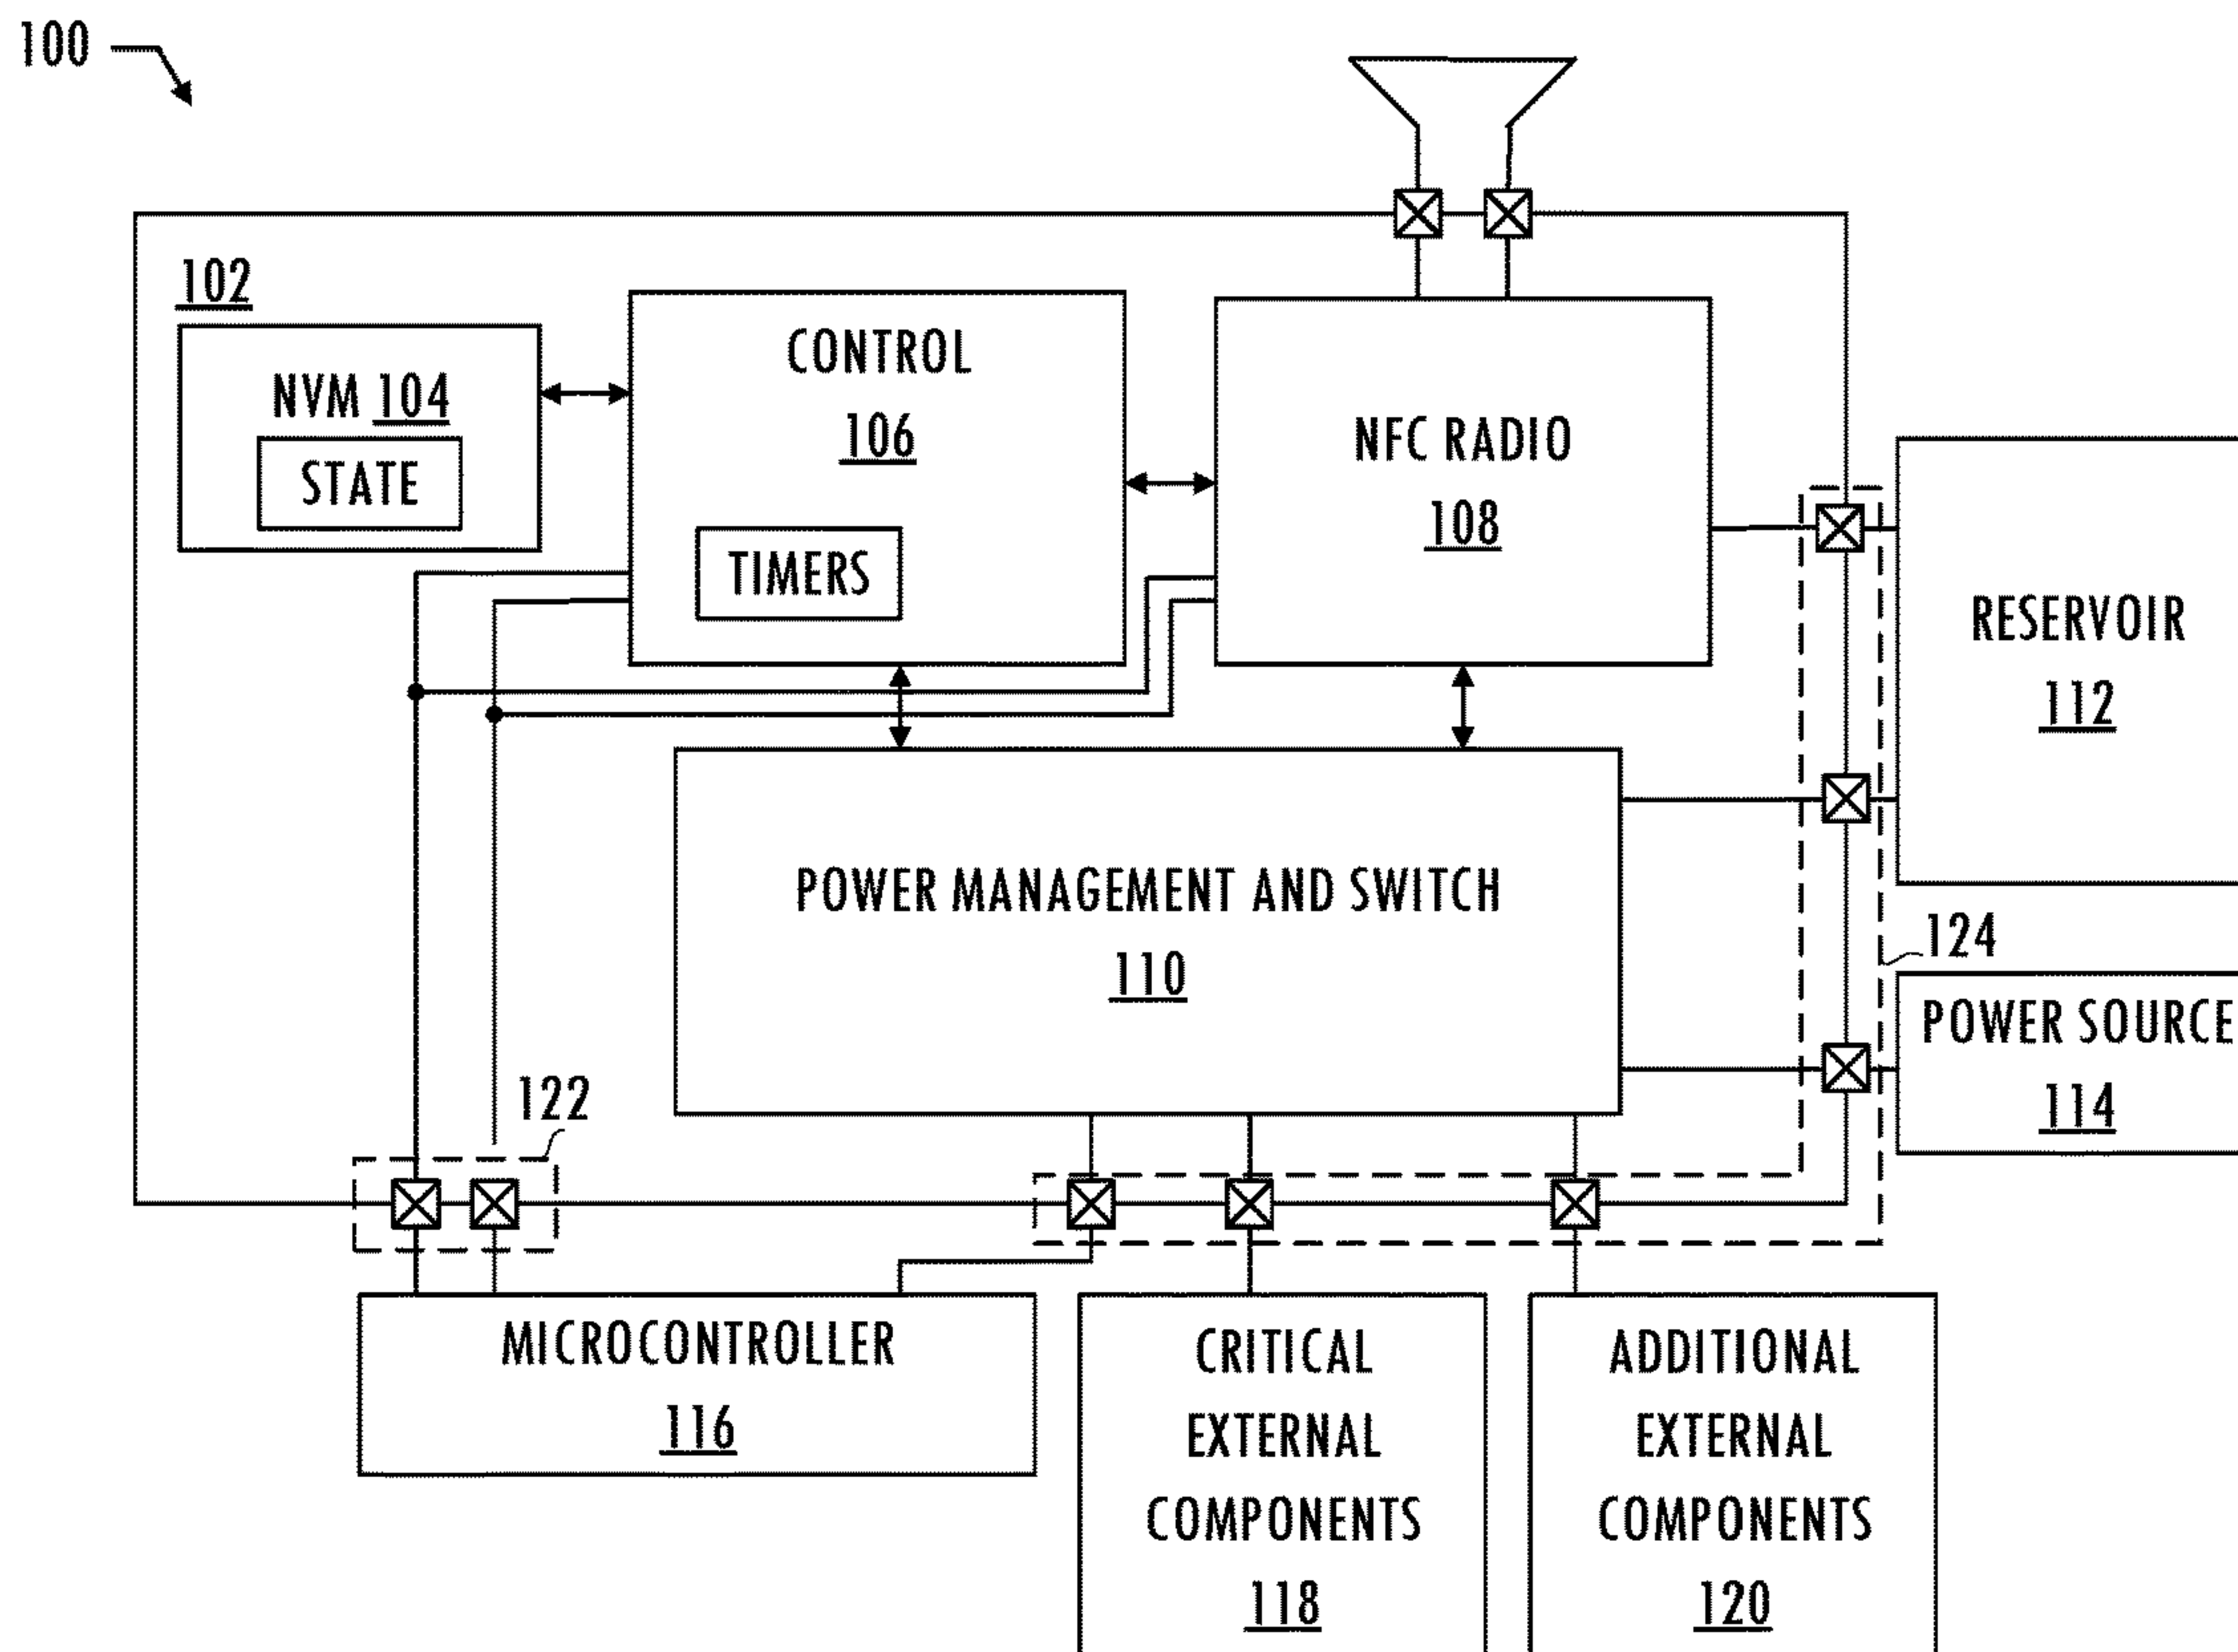 100
102
NVM 104
STATE
CONTROL
106
TIMERS
NFC RADIO
108
RESERVOIR
112
POWER MANAGEMENT AND SWITCH
110
124
POWER SOURCE
114
122
MICROCONTROLLER
116
CRITICAL
EXTERNAL
COMPONENTS
118
ADDITIONAL
EXTERNAL
COMPONENTS
120